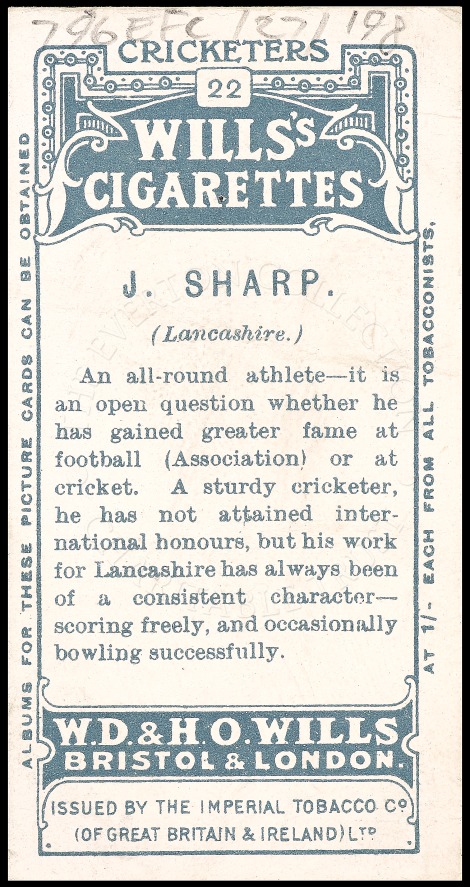 796 EFC 1271/198
CRICKETERS
22
WILLS'S
CIGARETTES
ALBUMS FOR THESE PICTURE CARDS CAN BE OBTAINED
J. SHARP.
(Lancashire.)
An all-round athlete—it is
an open question whether he
has gained greater fame at
football (Association) or at
cricket. A sturdy cricketer,
he has not attained inter-
national honours, but his work
for Lancashire has always been
of a consistent character—
scoring freely, and occasionally
bowling successfully.
AT 1/- EACH FROM ALL TOBACCONISTS,
W.D. & H.O. WILLS
BRISTOL & LONDON.
ISSUED BY THE IMPERIAL TOBACCO Co
(OF GREAT BRITAIN & IRELAND) LTD